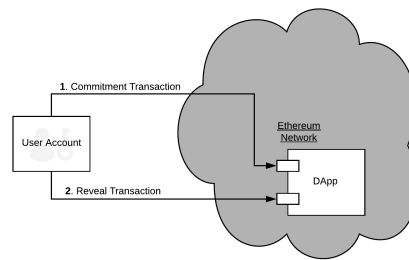 1. Commitment Transaction
Ethereum
Network
User Account
DApp
2. Reveal Transaction